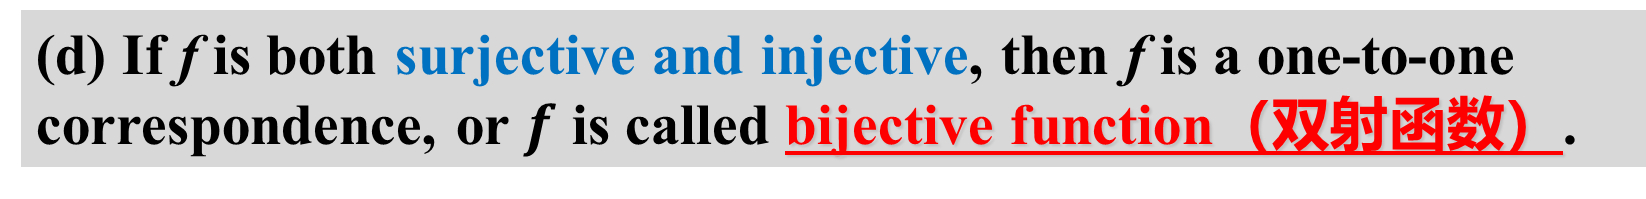 (d) If f is both surjective and injective, then f is a one-to-one
correspondence, or f is called bijective function（双射函数）.